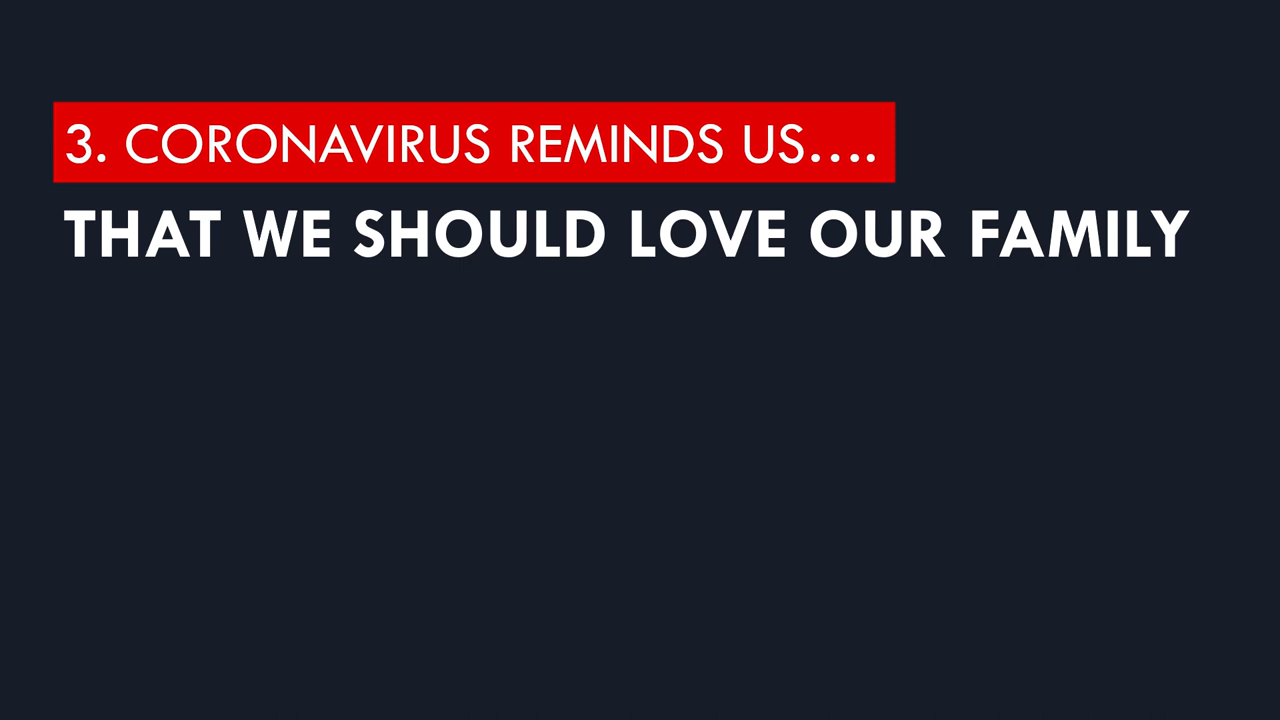 3. CORONAVIRUS REMINDS US....
THAT WE SHOULD LOVE OUR FAMILY